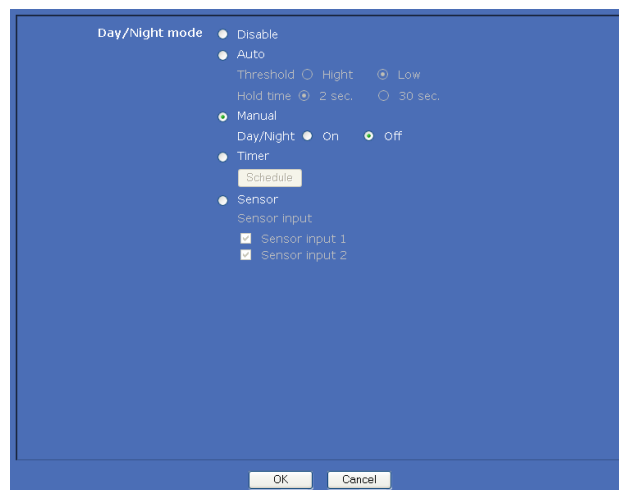 Day/Night mode Disable
Auto
Threshold Hight Low
Hold time 2 sec. 30 sec.
Manual
Day/Night On Off
Timer
Schedule
Sensor
Sensor input
Sensor input 1
Sensor input 2
OK Cancel